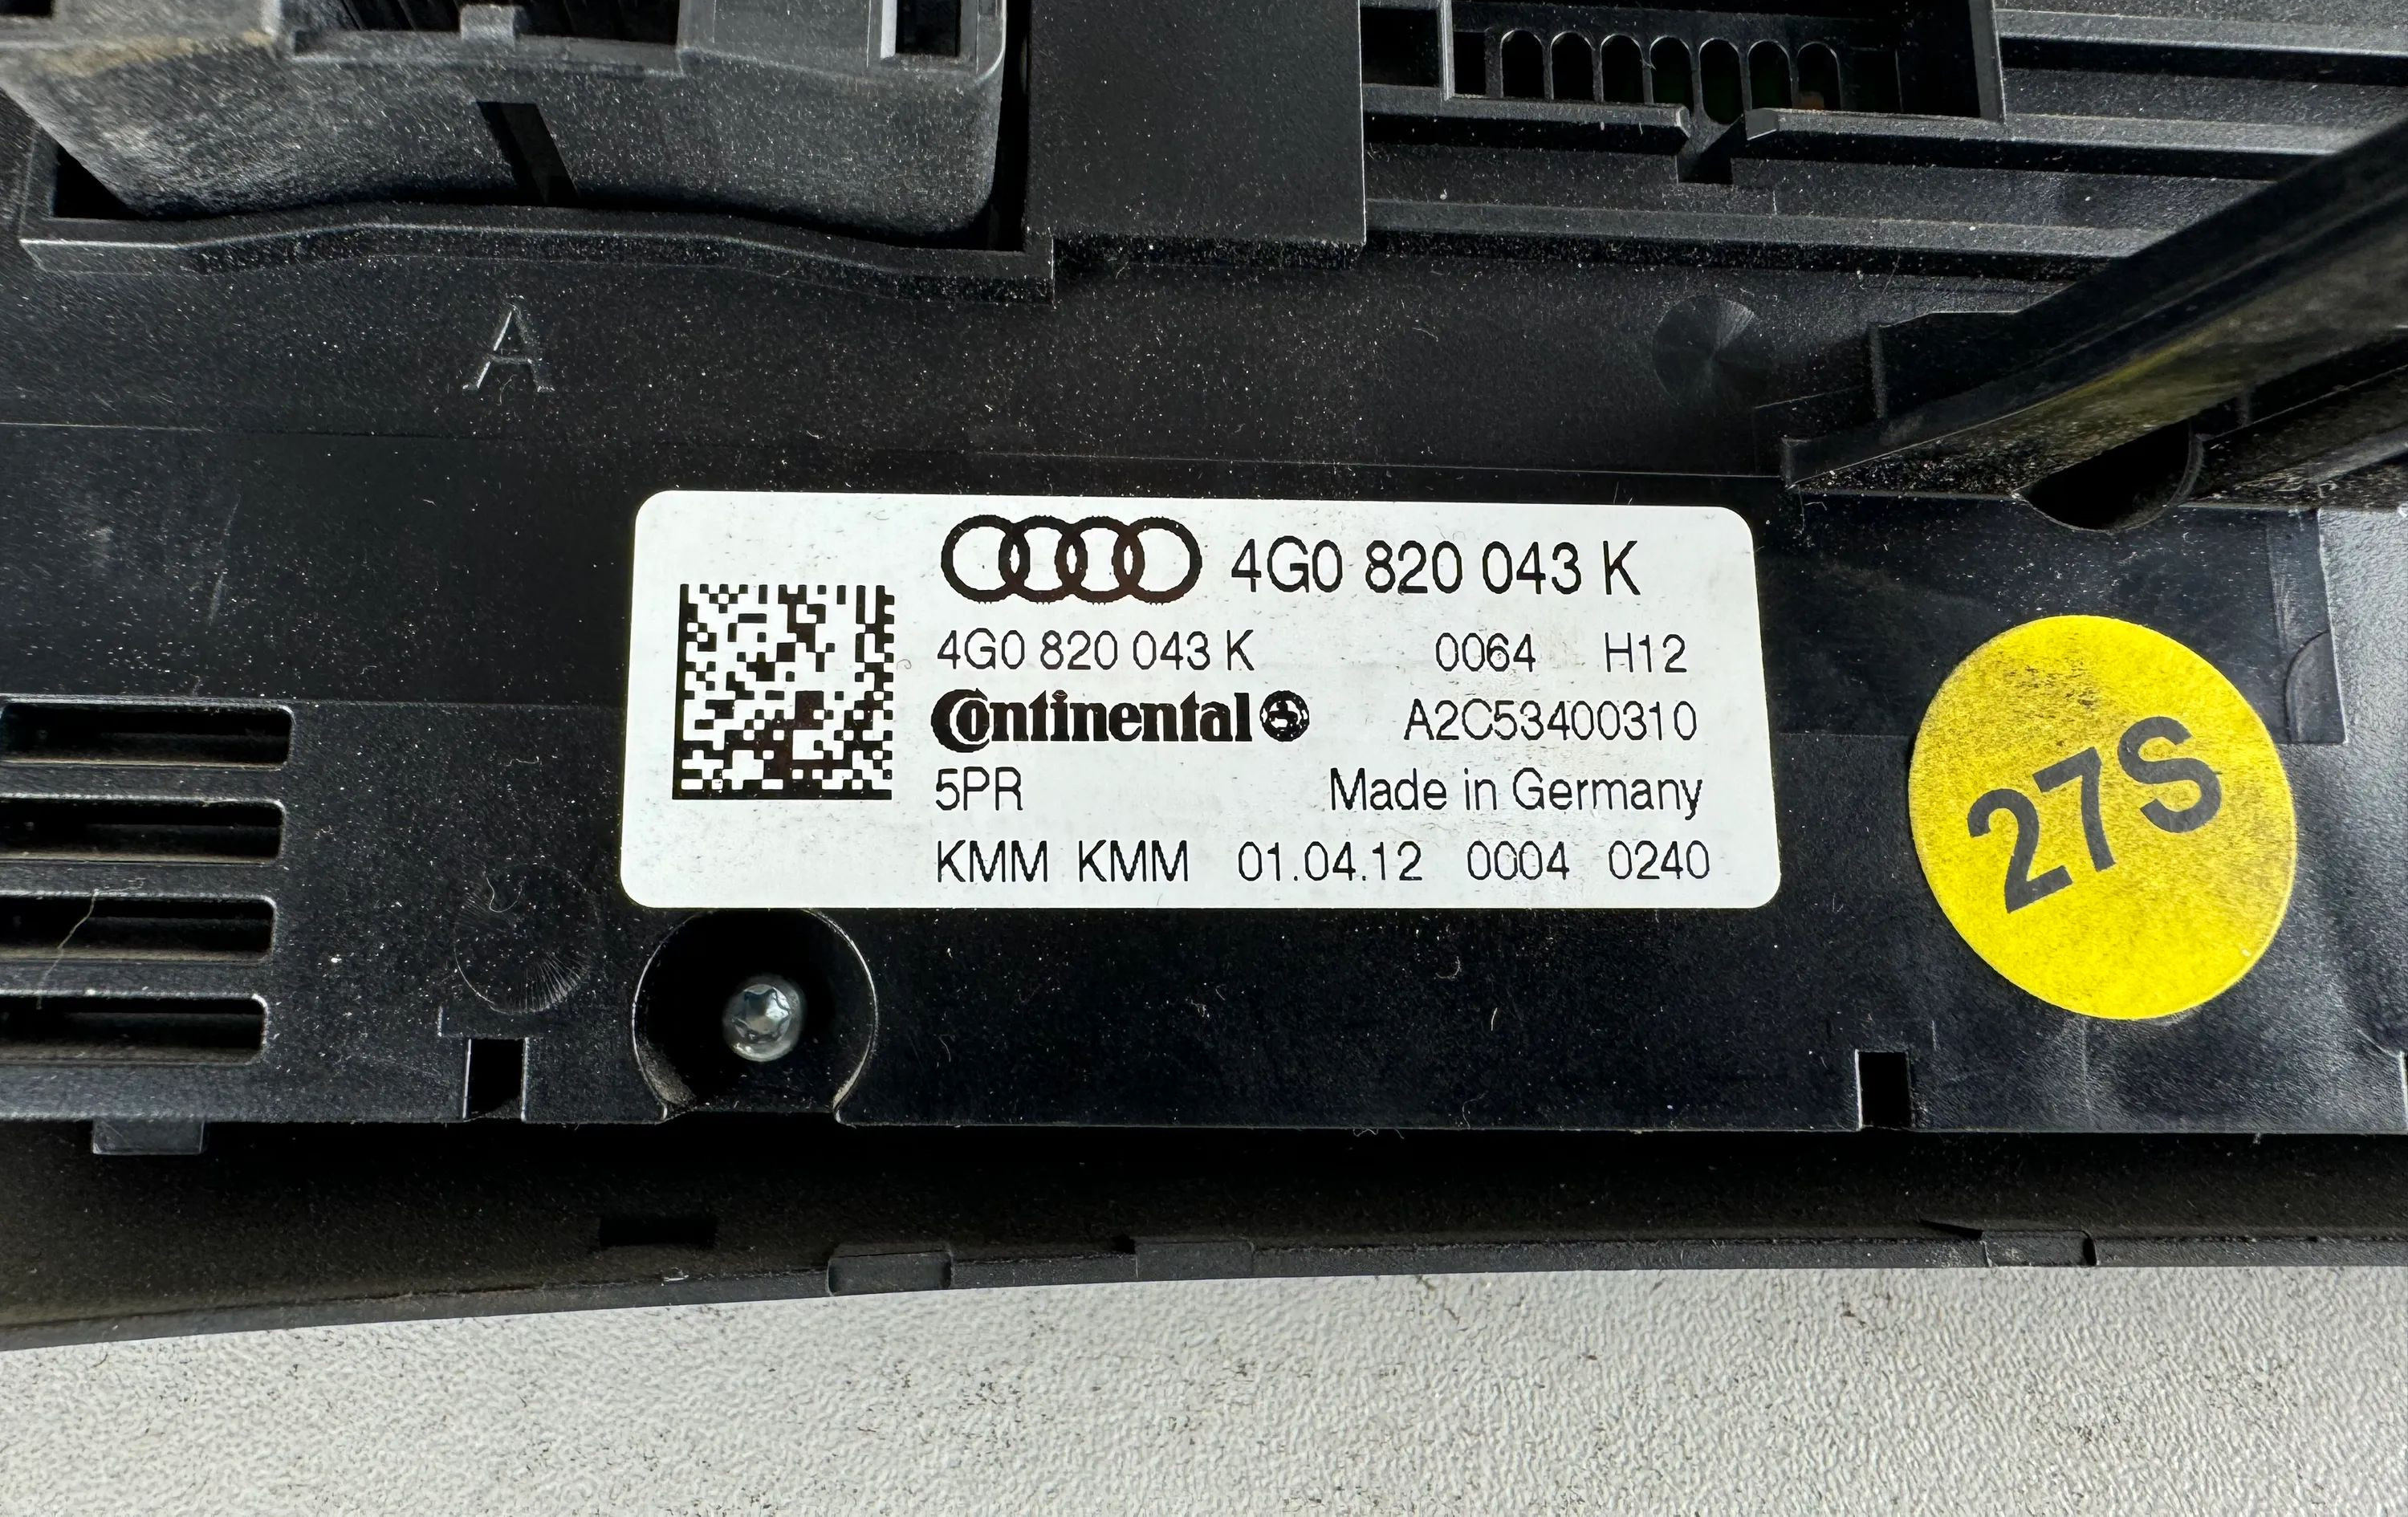 A
4G0 820 043 K
4G0 820 043 K 0064 H12
Continental A2C53400310
5PR Made in Germany
KMM KMM 01.04.12 0004 0240
27S